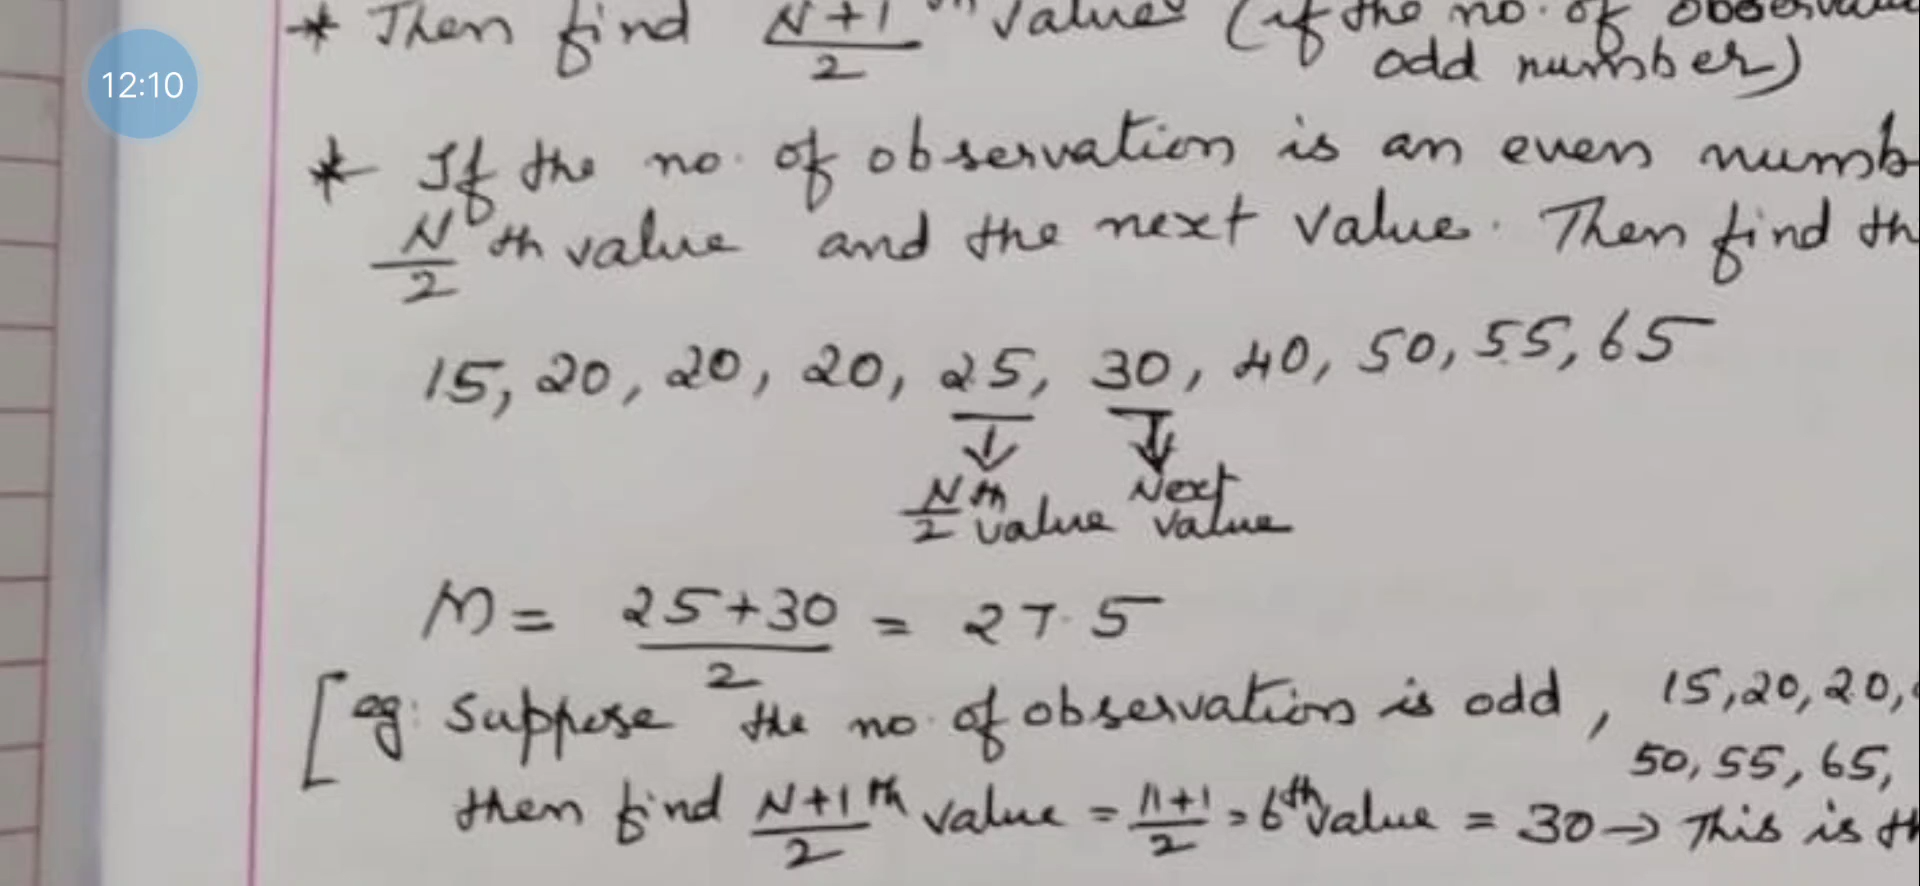 * Then find N+1/2 th value (if the no. of
odd number)
12:10
* If the no. of observation is an even
N/2 th value and the next value. Then find
15, 20, 20, 20, 25, 30, 40, 50, 55, 65
N/2 th value Next value
M = 25+30/2 = 27.5
[eg: Suppose the no. of observation is odd, 15, 20, 20,
50, 55, 65,
then find N+1/2 th value = 11+1/2 = 6th value = 30 → This is